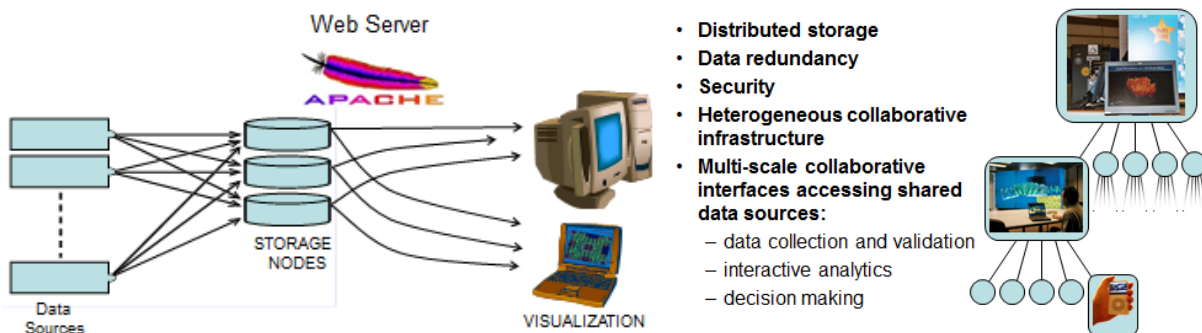 Web Server
APACHE
STORAGE
NODES
Data
Sources
VISUALIZATION
• Distributed storage
• Data redundancy
• Security
• Heterogeneous collaborative
infrastructure
• Multi-scale collaborative
interfaces accessing shared
data sources:
– data collection and validation
– interactive analytics
– decision making